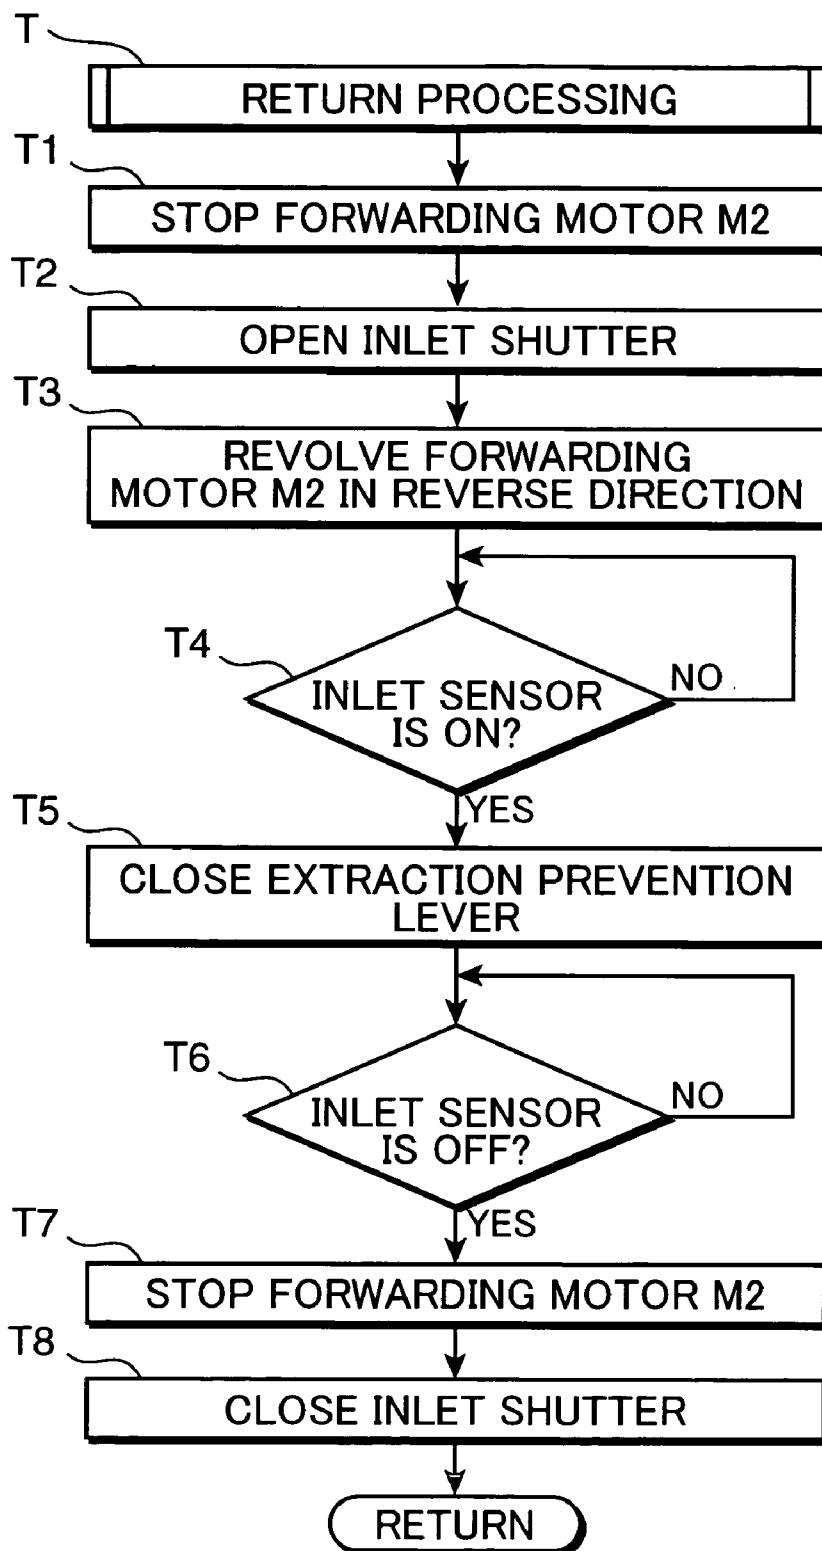 T
RETURN PROCESSING
T1
STOP FORWARDING MOTOR M2
T2
OPEN INLET SHUTTER
T3
REVOLVE FORWARDING
MOTOR M2 IN REVERSE DIRECTION
T4
INLET SENSOR
IS ON?
NO
YES
T5
CLOSE EXTRACTION PREVENTION
LEVER
T6
INLET SENSOR
IS OFF?
NO
YES
T7
STOP FORWARDING MOTOR M2
T8
CLOSE INLET SHUTTER
RETURN